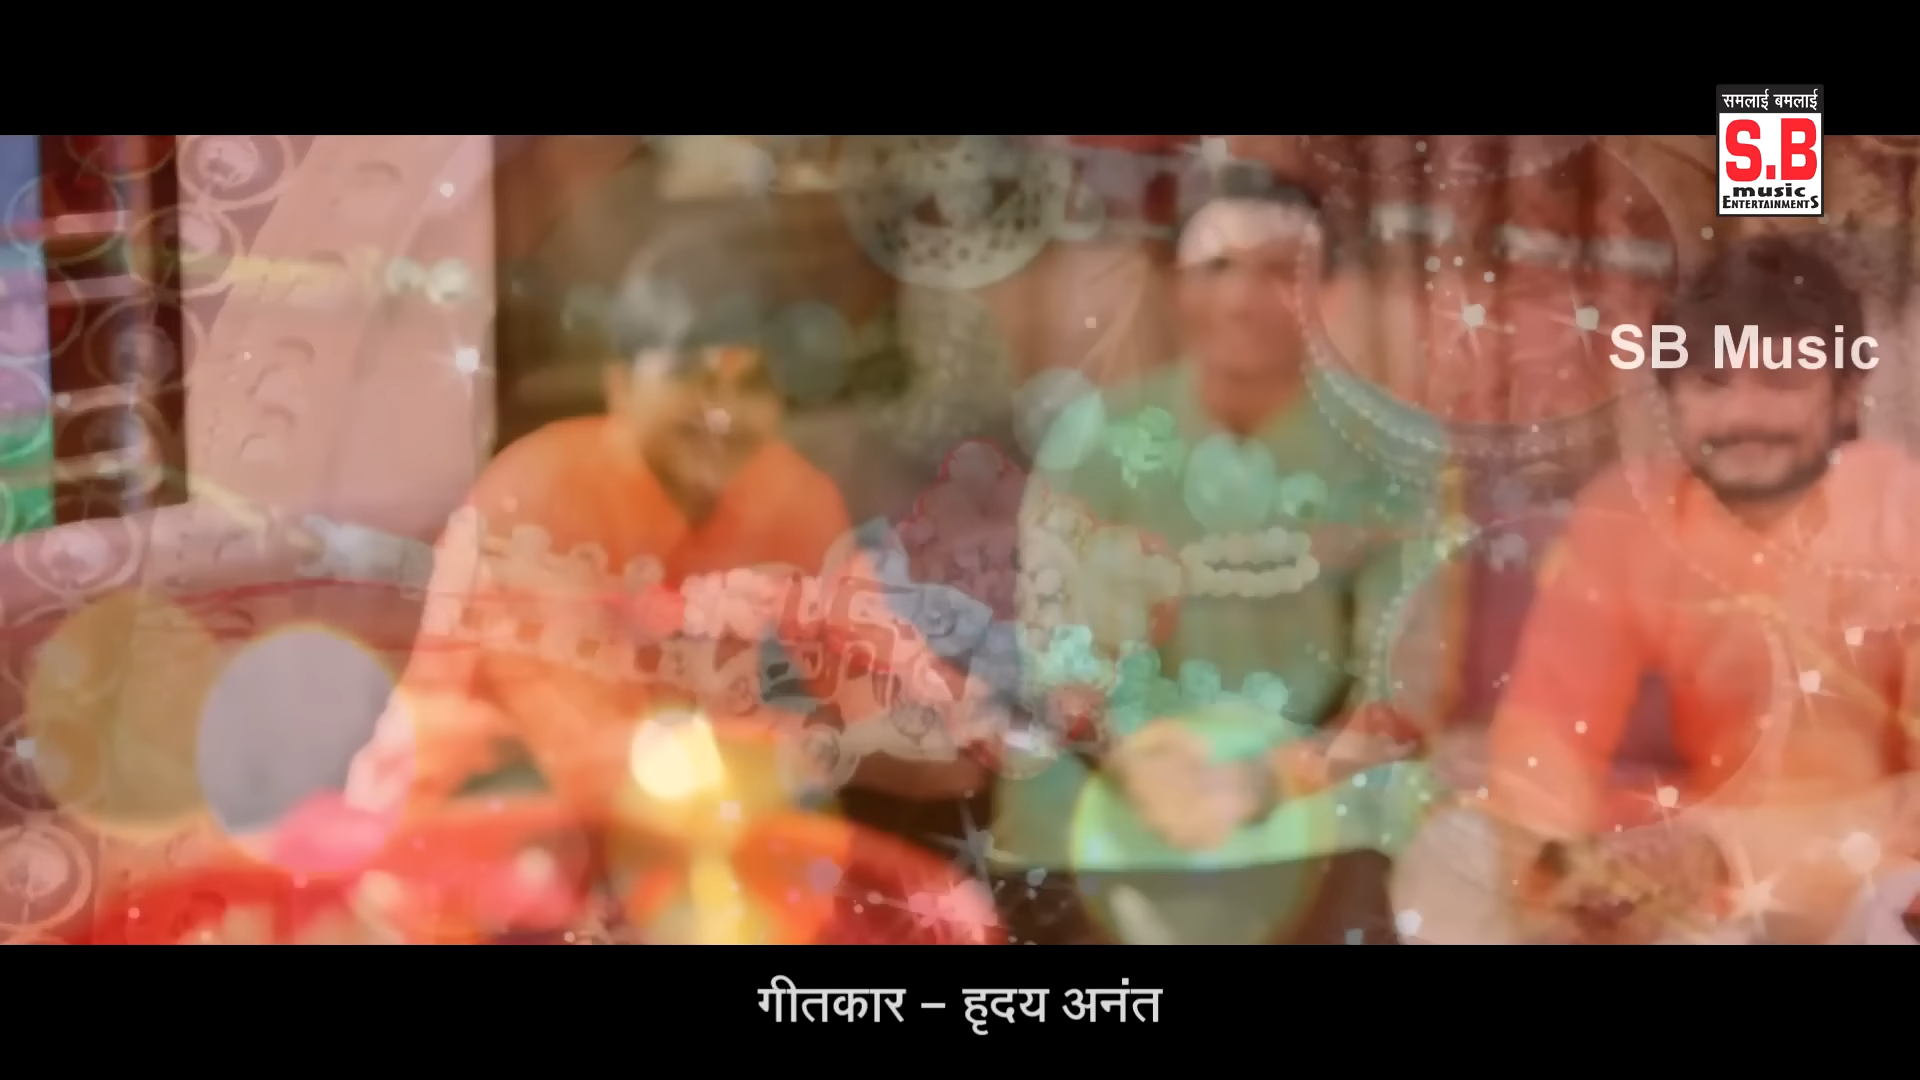 समलाई बमलाई
S.B
music
ENTERTAINMENTS
SB Music
गीतकार – हृदय अनंत